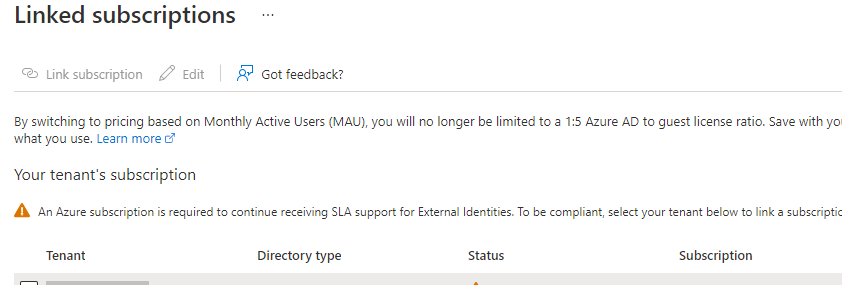 Linked subscriptions ...
Link subscription Edit Got feedback?
By switching to pricing based on Monthly Active Users (MAU), you will no longer be limited to a 1:5 Azure AD to guest license ratio. Save with
what you use. Learn more
Your tenant's subscription
An Azure subscription is required to continue receiving SLA support for External Identities. To be compliant, select your tenant below to link a
Tenant Directory type Status Subscription